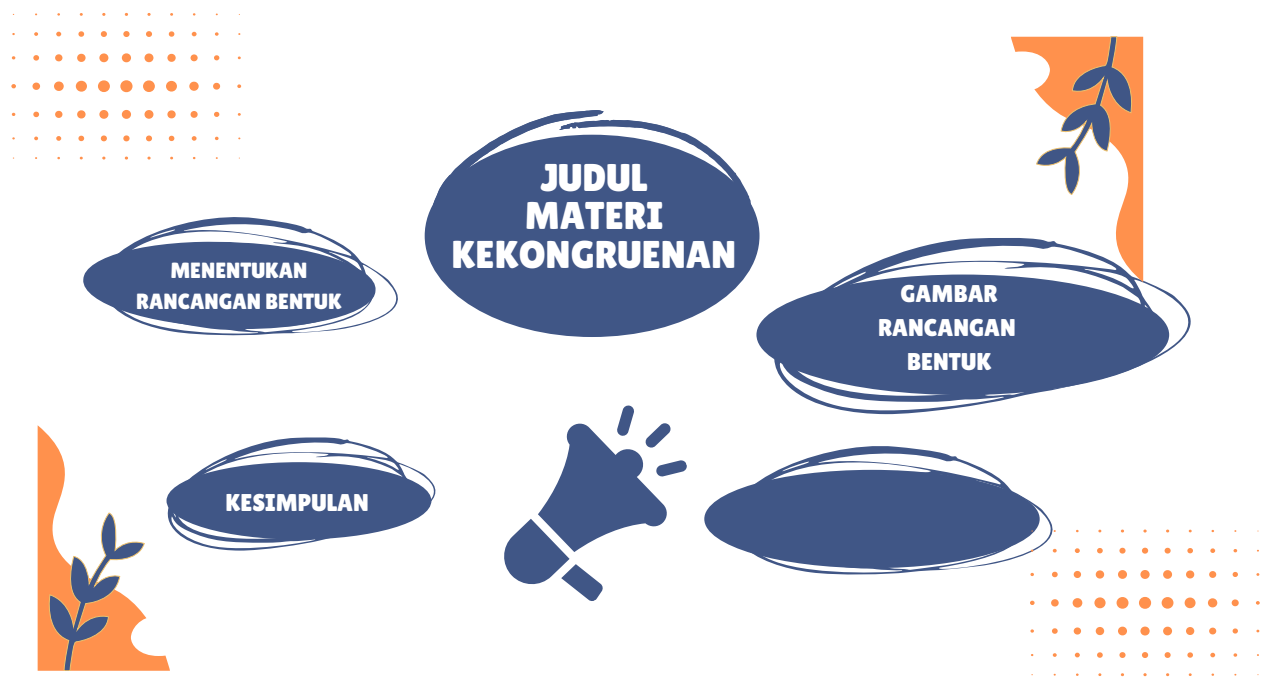 JUDUL
MATERI
KEKONGRUENAN
MENENTUKAN
RANCANGAN BENTUK
GAMBAR
RANCANGAN
BENTUK
KESIMPULAN